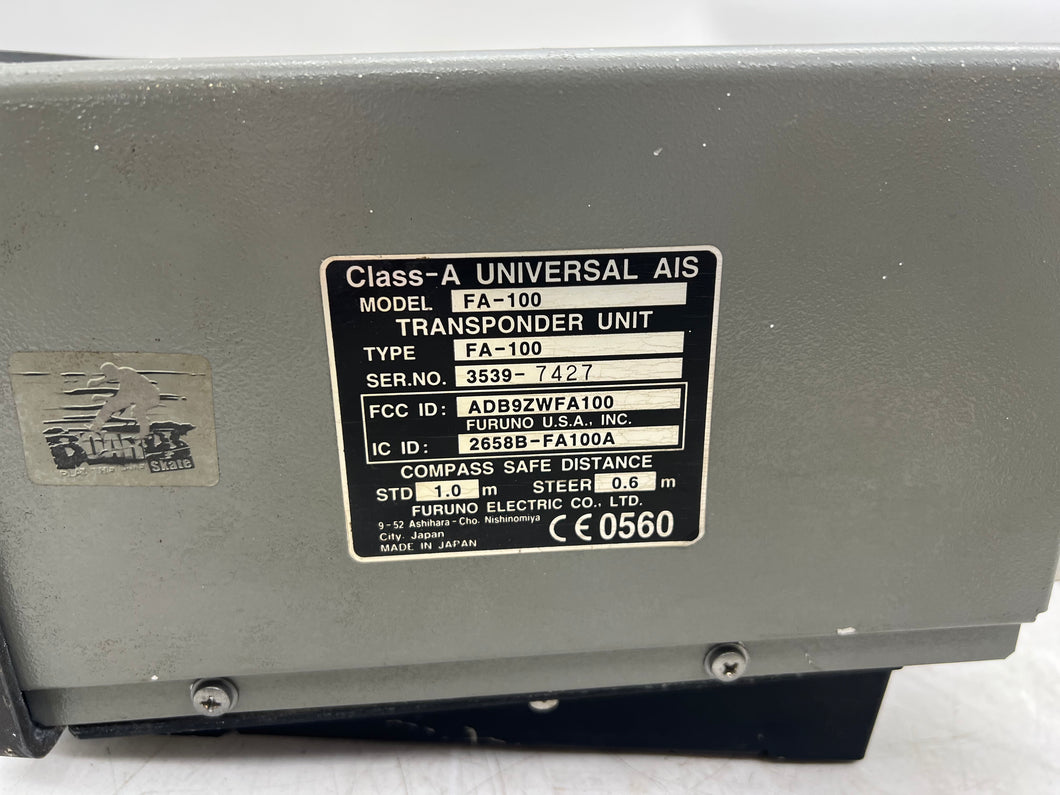 Class-A UNIVERSAL AIS
MODEL FA-100
TRANSPONDER UNIT
TYPE FA-100
SER.NO. 3539- 7427
FCC ID: ADB9ZWFA100
FURUNO U.S.A., INC.
IC ID: 2658B-FA100A
COMPASS SAFE DISTANCE
STD 1.0 m STEER 0.6 m
FURUNO ELECTRIC CO., LTD.
9-52 Ashihara-Cho. Nishinomiya
City. Japan
MADE IN JAPAN
CE0560
Skate